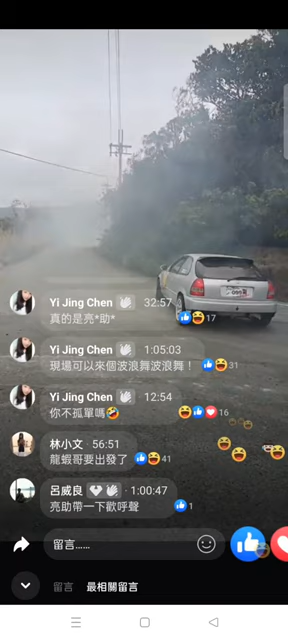 Yi Jing Chen 32:57
真的是亮*助* 17
Yi Jing Chen 1:05:03
現場可以來個波浪舞波浪舞！ 31
Yi Jing Chen 12:54
你不孤單嗎🤣 16
林小文 · 56:51
龍蝦哥要出發了 41
呂威良 · 1:00:47
亮助帶一下歡呼聲 1
留言......
留言 最相關留言